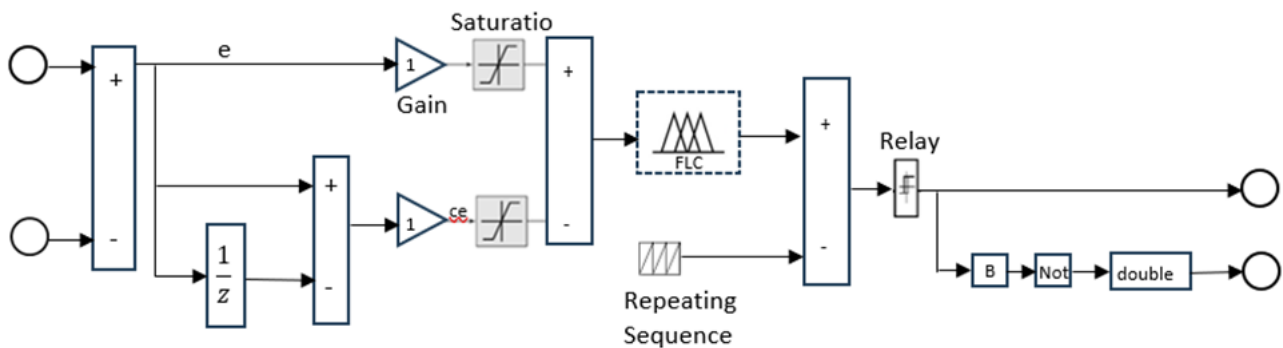 Saturatio
e
+
1
+
Gain
+
FLC
Relay
+
ce
1
-
-
1
z
-
-
B
Not
double
Repeating
Sequence